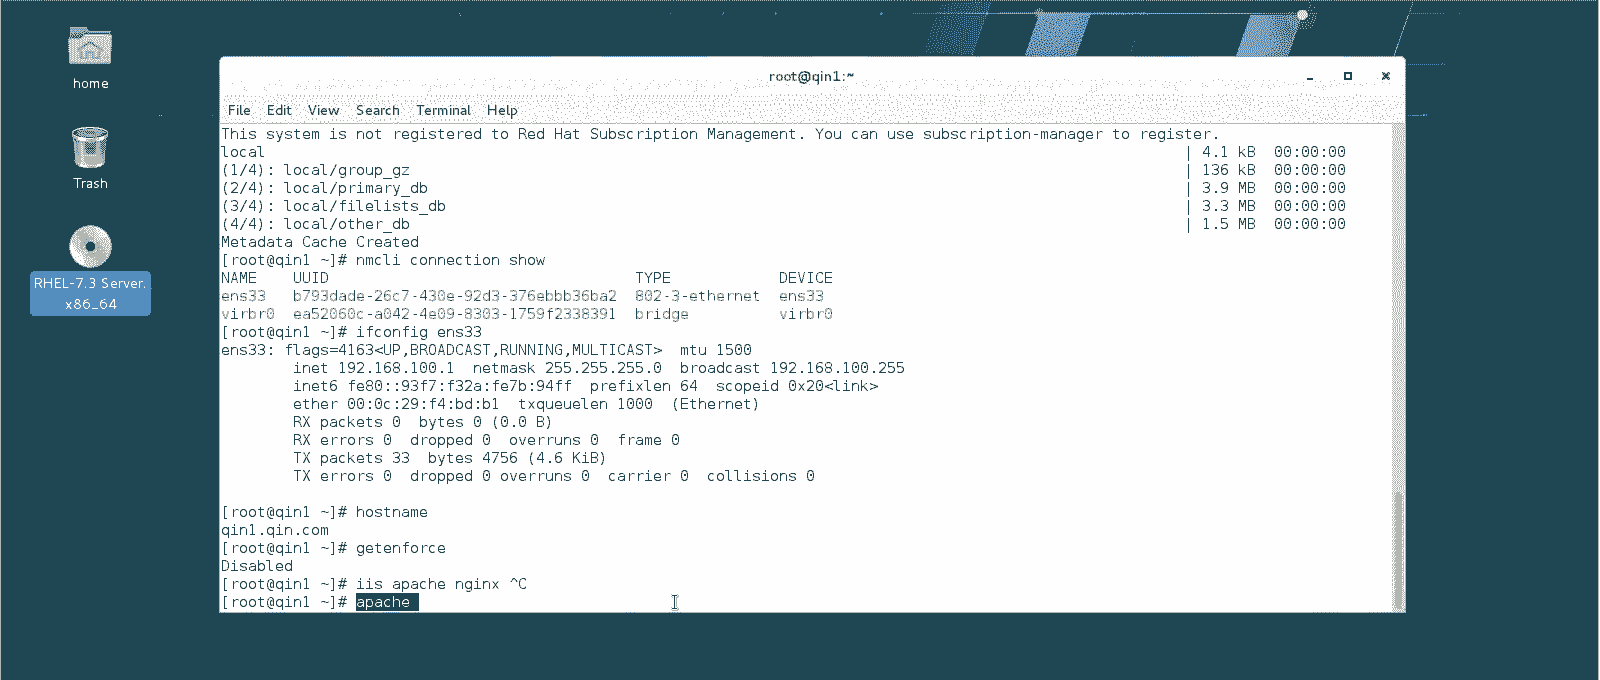 home
Trash
RHEL-7.3 Server.
x86_64
root@qin1:~
File Edit View Search Terminal Help
This system is not registered to Red Hat Subscription Management. You can use subscription-manager to register.
local | 4.1 kB 00:00:00
(1/4): local/group_gz | 136 kB 00:00:00
(2/4): local/primary_db | 3.9 MB 00:00:00
(3/4): local/filelists_db | 3.3 MB 00:00:00
(4/4): local/other_db | 1.5 MB 00:00:00
Metadata Cache Created
[root@qin1 ~]# nmcli connection show
NAME UUID TYPE DEVICE
ens33 b793dade-26c7-430e-92d3-376ebbb36ba2 802-3-ethernet ens33
virbr0 ea52060c-a042-4e09-8303-1759f2338391 bridge virbr0
[root@qin1 ~]# ifconfig ens33
ens33: flags=4163<UP,BROADCAST,RUNNING,MULTICAST> mtu 1500
inet 192.168.100.1 netmask 255.255.255.0 broadcast 192.168.100.255
inet6 fe80::93f7:f32a:fe7b:94ff prefixlen 64 scopeid 0x20<link>
ether 00:0c:29:f4:bd:b1 txqueuelen 1000 (Ethernet)
RX packets 0 bytes 0 (0.0 B)
RX errors 0 dropped 0 overruns 0 frame 0
TX packets 33 bytes 4756 (4.6 KiB)
TX errors 0 dropped 0 overruns 0 carrier 0 collisions 0
[root@qin1 ~]# hostname
qin1.qin.com
[root@qin1 ~]# getenforce
Disabled
[root@qin1 ~]# iis apache nginx ^C
[root@qin1 ~]# apache